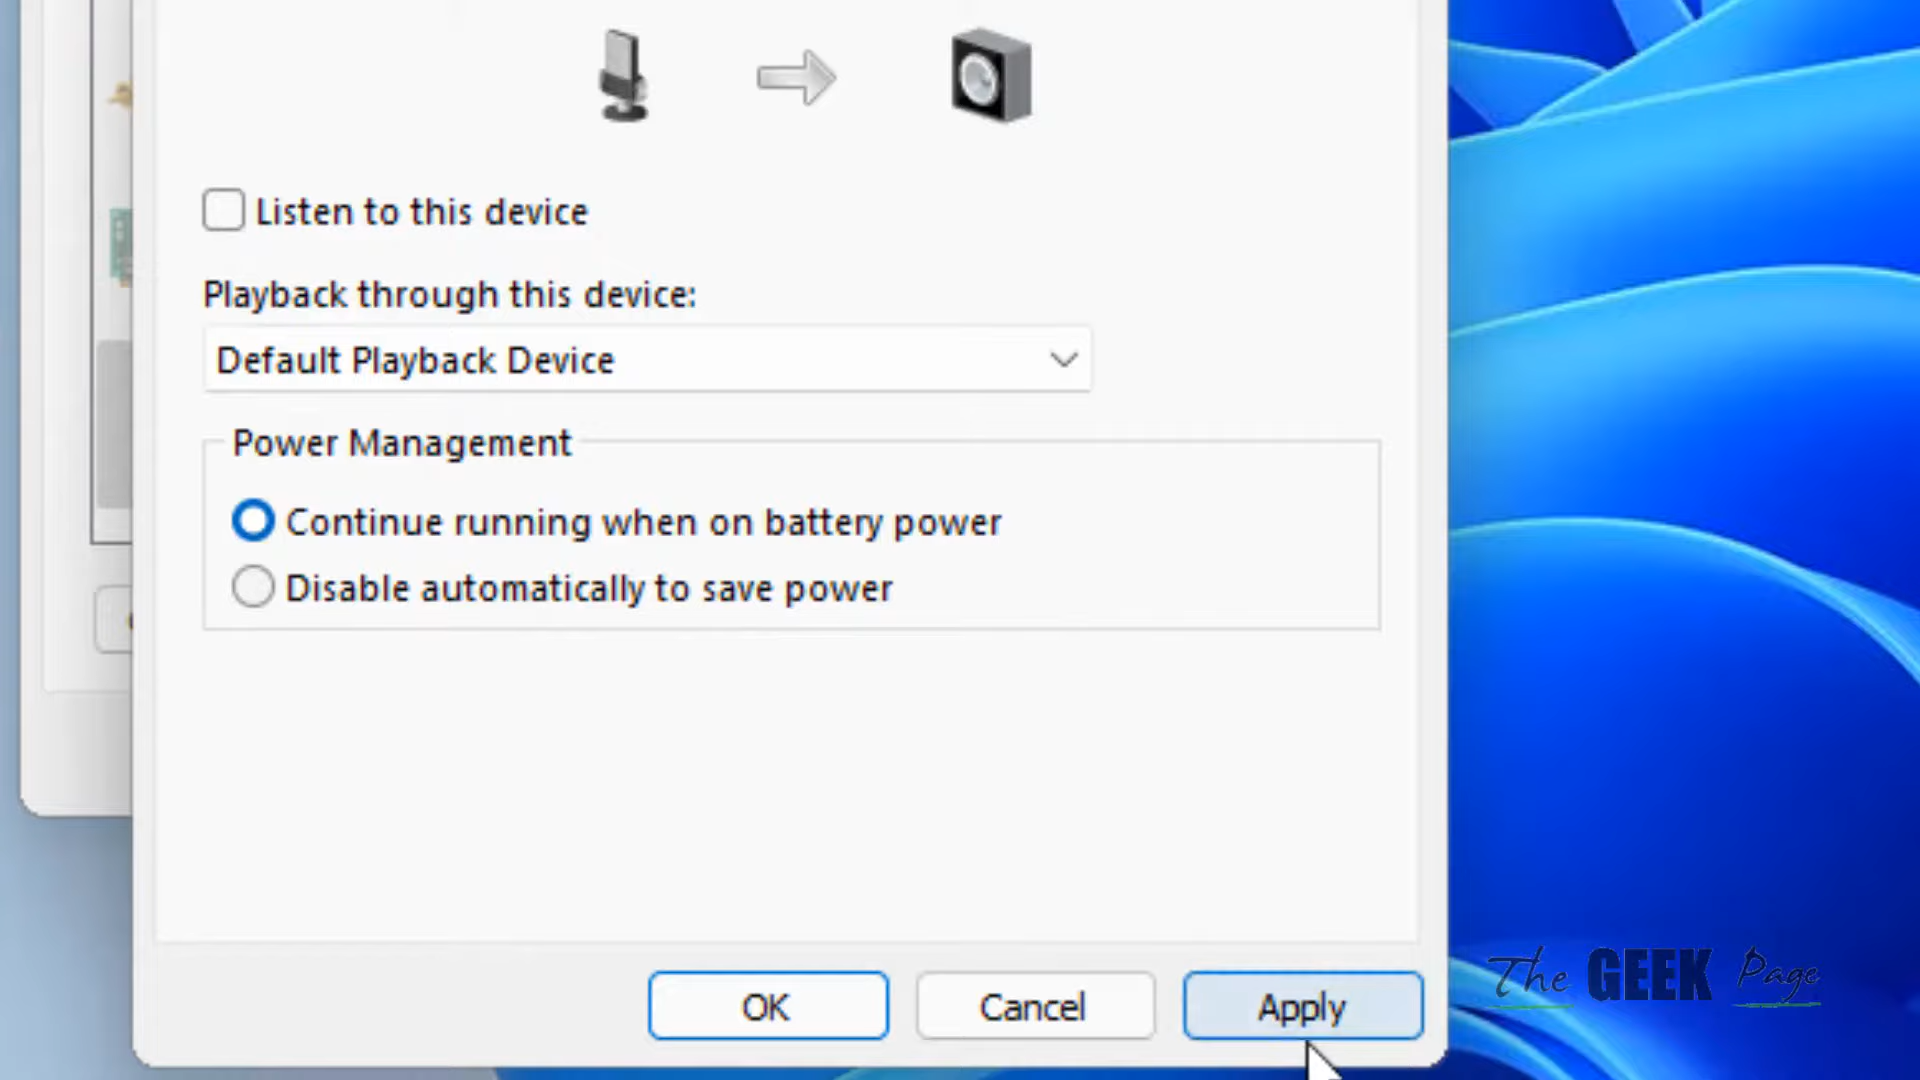 Listen to this device
Playback through this device:
Default Playback Device
Power Management
Continue running when on battery power
Disable automatically to save power
OK
Cancel
Apply
The GEEK Page